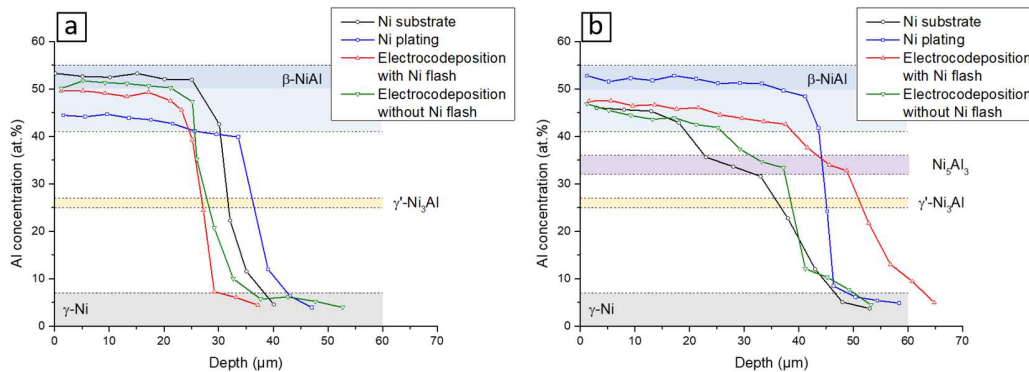 a
Ni substrate
Ni plating
Electrocodeposition
with Ni flash
Electrocodeposition
without Ni flash
60
50
40
30
20
10
0
Al concentration (at.%)
β-NiAl
γ'-Ni₃Al
γ-Ni
0 10 20 30 40 50 60 70
Depth (µm)
b
Ni substrate
Ni plating
Electrocodeposition
with Ni flash
Electrocodeposition
without Ni flash
60
50
40
30
20
10
0
Al concentration (at.%)
β-NiAl
Ni₅Al₃
γ'-Ni₃Al
γ-Ni
0 10 20 30 40 50 60 70
Depth (µm)